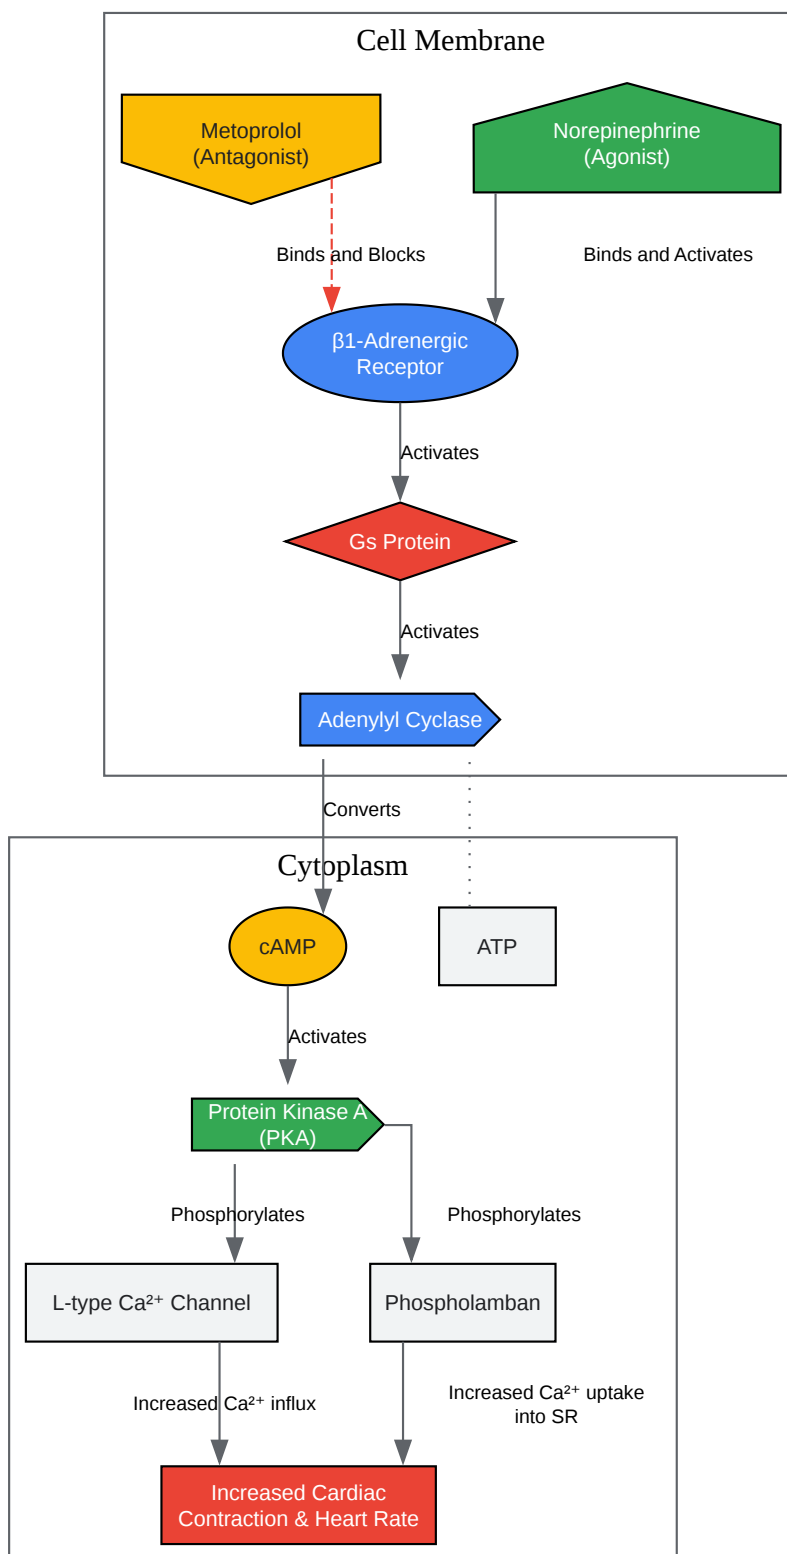 Cell Membrane
Metoprolol
(Antagonist)
Norepinephrine
(Agonist)
Binds and Blocks
Binds and Activates
β1-Adrenergic
Receptor
Activates
Gs Protein
Activates
Adenylyl Cyclase
Converts
Cytoplasm
cAMP
ATP
Activates
Protein Kinase A
(PKA)
Phosphorylates
Phosphorylates
L-type Ca²⁺ Channel
Phospholamban
Increased Ca²⁺ influx
Increased Ca²⁺ uptake
into SR
Increased Cardiac
Contraction & Heart Rate